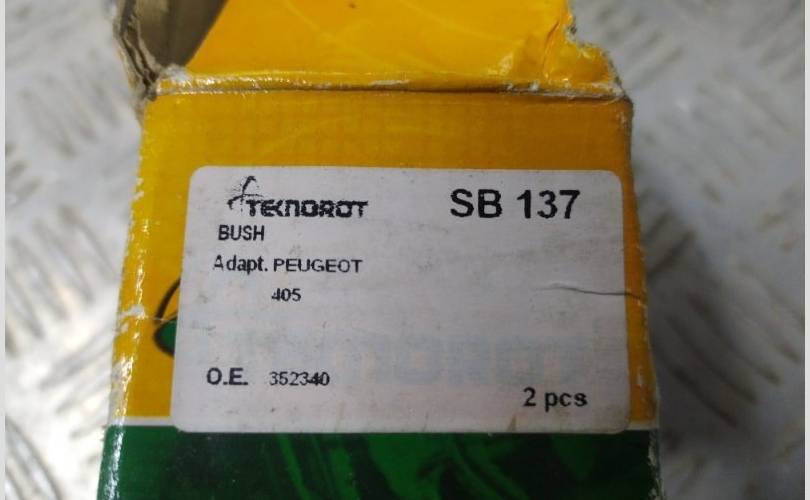 TEKNOROT SB 137
BUSH
Adapt. PEUGEOT
405
O.E. 352340
2 pcs